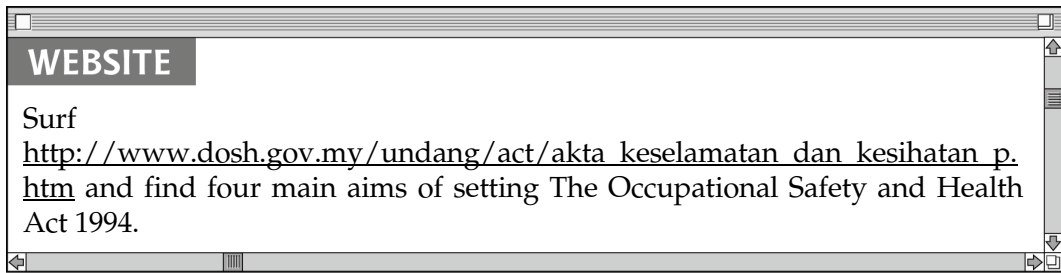 WEBSITE
Surf
http://www.dosh.gov.my/undang/act/akta_keselamatan_dan_kesihatan_p.
htm and find four main aims of setting The Occupational Safety and Health
Act 1994.